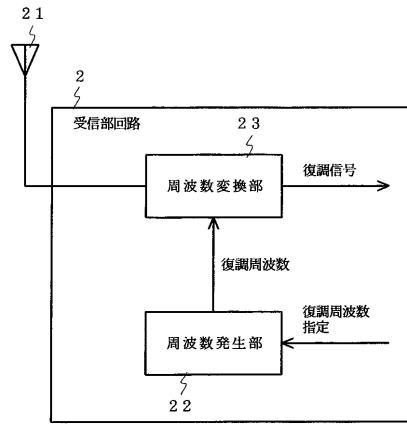 21
2
受信部回路
23
周波数変換部
復調信号
復調周波数
復調周波数
指定
周波数発生部
22